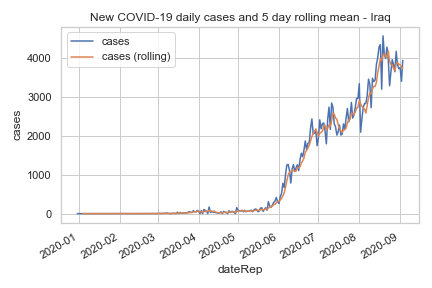 New COVID-19 daily cases and 5 day rolling mean - Iraq
cases
cases (rolling)
4000
3000
2000
1000
0
cases
2020-01
2020-02
2020-03
2020-04
2020-05
2020-06
2020-07
2020-08
2020-09
dateRep